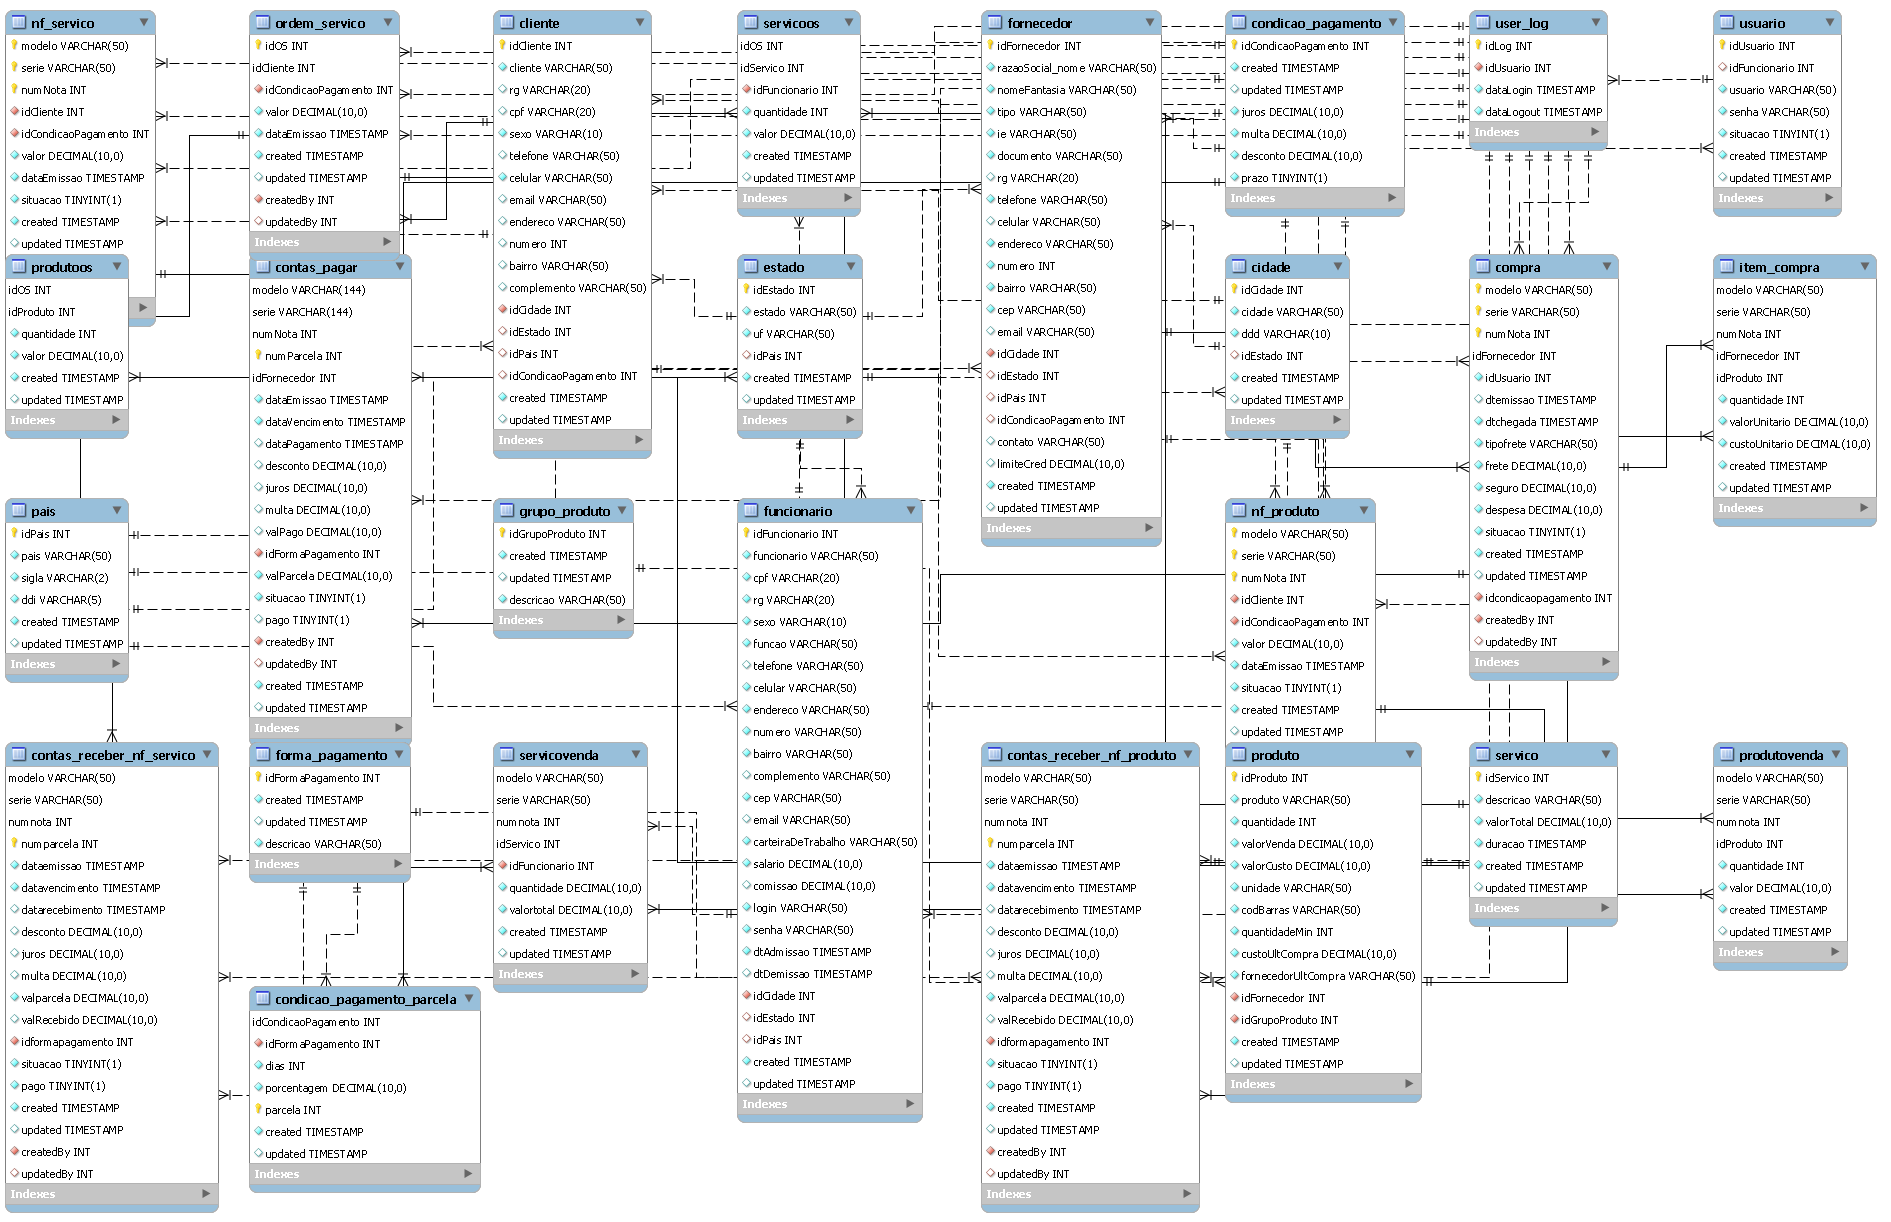 nf_servico
modelo VARCHAR(50)
serie VARCHAR(50)
numNota INT
idCliente INT
idCondicaoPagamento INT
valor DECIMAL(10,0)
dataEmissao TIMESTAMP
situacao TINYINT(1)
created TIMESTAMP
updated TIMESTAMP
ordem_servico
idOS INT
idCliente INT
idCondicaoPagamento INT
valor DECIMAL(10,0)
dataEmissao TIMESTAMP
created TIMESTAMP
updated TIMESTAMP
createdBy INT
updatedBy INT
Indexes
cliente
idCliente INT
cliente VARCHAR(50)
rg VARCHAR(20)
cpf VARCHAR(20)
sexo VARCHAR(10)
telefone VARCHAR(50)
celular VARCHAR(50)
email VARCHAR(50)
endereco VARCHAR(50)
numero INT
bairro VARCHAR(50)
complemento VARCHAR(50)
idCidade INT
idEstado INT
idPais INT
idCondicaoPagamento INT
created TIMESTAMP
updated TIMESTAMP
Indexes
servicoos
idOS INT
idServico INT
idFuncionario INT
quantidade INT
valor DECIMAL(10,0)
created TIMESTAMP
updated TIMESTAMP
Indexes
fornecedor
idFornecedor INT
razaoSocial_nome VARCHAR(50)
nomeFantasia VARCHAR(50)
tipo VARCHAR(50)
ie VARCHAR(50)
documento VARCHAR(50)
rg VARCHAR(20)
telefone VARCHAR(50)
celular VARCHAR(50)
endereco VARCHAR(50)
numero INT
bairro VARCHAR(50)
cep VARCHAR(50)
email VARCHAR(50)
idCidade INT
idEstado INT
idPais INT
idCondicaoPagamento INT
contato VARCHAR(50)
limiteCred DECIMAL(10,0)
created TIMESTAMP
updated TIMESTAMP
Indexes
condicao_pagamento
idCondicaoPagamento INT
created TIMESTAMP
updated TIMESTAMP
juros DECIMAL(10,0)
multa DECIMAL(10,0)
desconto DECIMAL(10,0)
prazo TINYINT(1)
Indexes
user_log
idLog INT
idUsuario INT
dataLogin TIMESTAMP
dataLogout TIMESTAMP
Indexes
usuario
idUsuario INT
idFuncionario INT
usuario VARCHAR(50)
senha VARCHAR(50)
situacao TINYINT(1)
created TIMESTAMP
updated TIMESTAMP
Indexes
produtoos
idOS INT
idProduto INT
quantidade INT
valor DECIMAL(10,0)
created TIMESTAMP
updated TIMESTAMP
Indexes
contas_pagar
modelo VARCHAR(144)
serie VARCHAR(144)
numNota INT
numParcela INT
idFornecedor INT
dataEmissao TIMESTAMP
dataVencimento TIMESTAMP
dataPagamento TIMESTAMP
desconto DECIMAL(10,0)
juros DECIMAL(10,0)
multa DECIMAL(10,0)
valPago DECIMAL(10,0)
idFormaPagamento INT
valParcela DECIMAL(10,0)
situacao TINYINT(1)
pago TINYINT(1)
createdBy INT
updatedBy INT
created TIMESTAMP
updated TIMESTAMP
Indexes
estado
idEstado INT
estado VARCHAR(50)
uf VARCHAR(50)
idPais INT
created TIMESTAMP
updated TIMESTAMP
Indexes
cidade
idCidade INT
cidade VARCHAR(50)
ddd VARCHAR(10)
idEstado INT
created TIMESTAMP
updated TIMESTAMP
Indexes
compra
modelo VARCHAR(50)
serie VARCHAR(50)
numNota INT
idFornecedor INT
idUsuario INT
dtemissao TIMESTAMP
dtchegada TIMESTAMP
tipofrete VARCHAR(50)
frete DECIMAL(10,0)
seguro DECIMAL(10,0)
despesa DECIMAL(10,0)
situacao TINYINT(1)
created TIMESTAMP
updated TIMESTAMP
idcondicaopagamento INT
createdBy INT
updatedBy INT
Indexes
item_compra
modelo VARCHAR(50)
serie VARCHAR(50)
numNota INT
idFornecedor INT
idProduto INT
quantidade INT
valorUnitario DECIMAL(10,0)
custoUnitario DECIMAL(10,0)
created TIMESTAMP
updated TIMESTAMP
Indexes
pais
idPais INT
pais VARCHAR(50)
sigla VARCHAR(2)
ddi VARCHAR(5)
created TIMESTAMP
updated TIMESTAMP
Indexes
grupo_produto
idGrupoProduto INT
created TIMESTAMP
updated TIMESTAMP
descricao VARCHAR(50)
Indexes
funcionario
idFuncionario INT
funcionario VARCHAR(50)
cpf VARCHAR(20)
rg VARCHAR(20)
sexo VARCHAR(10)
funcao VARCHAR(50)
telefone VARCHAR(50)
celular VARCHAR(50)
endereco VARCHAR(50)
numero VARCHAR(50)
bairro VARCHAR(50)
complemento VARCHAR(50)
cep VARCHAR(50)
email VARCHAR(50)
carteiraDeTrabalho VARCHAR(50)
salario DECIMAL(10,0)
comissao DECIMAL(10,0)
login VARCHAR(50)
senha VARCHAR(50)
dtAdmissao TIMESTAMP
dtDemissao TIMESTAMP
idCidade INT
idEstado INT
idPais INT
created TIMESTAMP
updated TIMESTAMP
Indexes
nf_produto
modelo VARCHAR(50)
serie VARCHAR(50)
numNota INT
idCliente INT
idCondicaoPagamento INT
valor DECIMAL(10,0)
dataEmissao TIMESTAMP
situacao TINYINT(1)
created TIMESTAMP
updated TIMESTAMP
contas_receber_nf_servico
modelo VARCHAR(50)
serie VARCHAR(50)
numnota INT
numparcela INT
dataemissao TIMESTAMP
datavencimento TIMESTAMP
datarecebimento TIMESTAMP
desconto DECIMAL(10,0)
juros DECIMAL(10,0)
multa DECIMAL(10,0)
valparcela DECIMAL(10,0)
valRecebido DECIMAL(10,0)
idformapagamento INT
situacao TINYINT(1)
pago TINYINT(1)
created TIMESTAMP
updated TIMESTAMP
createdBy INT
updatedBy INT
Indexes
forma_pagamento
idFormaPagamento INT
created TIMESTAMP
updated TIMESTAMP
descricao VARCHAR(50)
Indexes
servicovenda
modelo VARCHAR(50)
serie VARCHAR(50)
numnota INT
idServico INT
idFuncionario INT
quantidade DECIMAL(10,0)
valortotal DECIMAL(10,0)
created TIMESTAMP
updated TIMESTAMP
Indexes
contas_receber_nf_produto
modelo VARCHAR(50)
serie VARCHAR(50)
numnota INT
numparcela INT
dataemissao TIMESTAMP
datavencimento TIMESTAMP
datarecebimento TIMESTAMP
desconto DECIMAL(10,0)
juros DECIMAL(10,0)
multa DECIMAL(10,0)
valparcela DECIMAL(10,0)
valRecebido DECIMAL(10,0)
idformapagamento INT
situacao TINYINT(1)
pago TINYINT(1)
created TIMESTAMP
updated TIMESTAMP
createdBy INT
updatedBy INT
Indexes
produto
idProduto INT
produto VARCHAR(50)
quantidade INT
valorVenda DECIMAL(10,0)
valorCusto DECIMAL(10,0)
unidade VARCHAR(50)
codBarras VARCHAR(50)
quantidadeMin INT
custoUltCompra DECIMAL(10,0)
fornecedorUltCompra VARCHAR(50)
idFornecedor INT
idGrupoProduto INT
created TIMESTAMP
updated TIMESTAMP
Indexes
servico
idServico INT
descricao VARCHAR(50)
valorTotal DECIMAL(10,0)
duracao TIMESTAMP
created TIMESTAMP
updated TIMESTAMP
Indexes
produtovenda
modelo VARCHAR(50)
serie VARCHAR(50)
numnota INT
idProduto INT
quantidade INT
valor DECIMAL(10,0)
created TIMESTAMP
updated TIMESTAMP
Indexes
condicao_pagamento_parcela
idCondicaoPagamento INT
idFormaPagamento INT
dias INT
porcentagem DECIMAL(10,0)
parcela INT
created TIMESTAMP
updated TIMESTAMP
Indexes